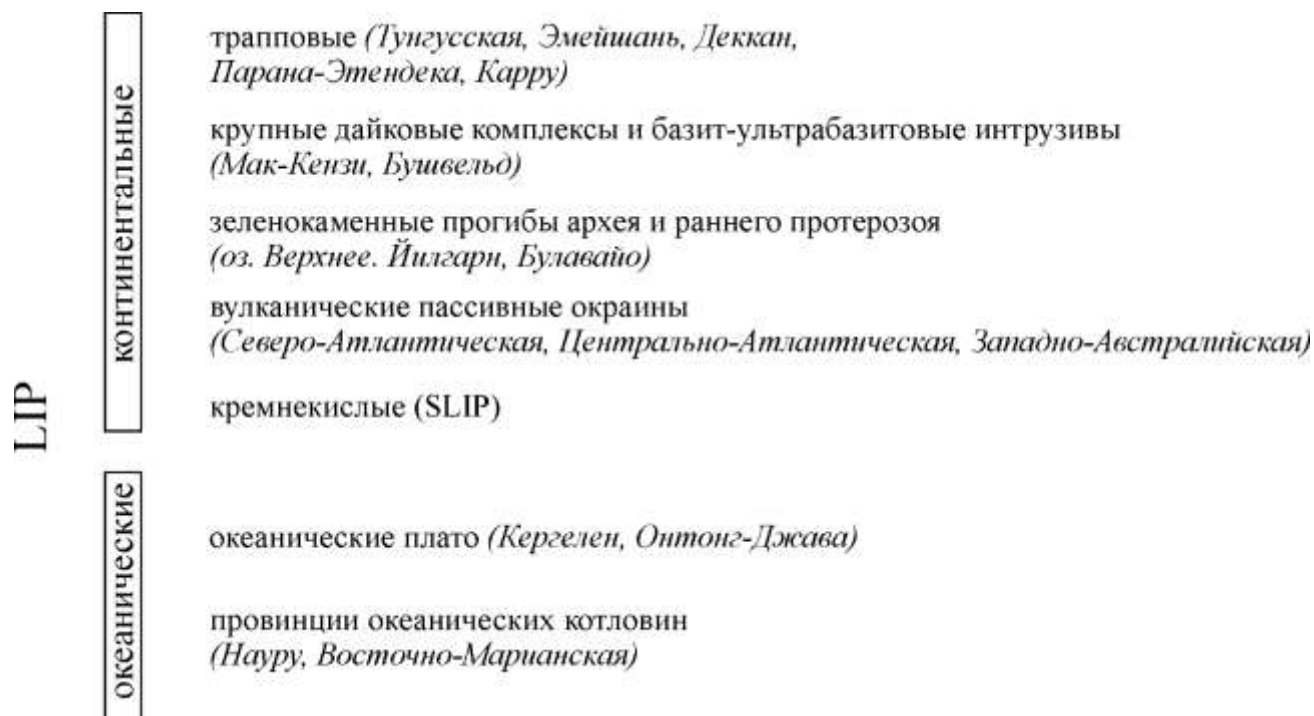 LIP
континентальные
трапповые (Тунгусская, Эмейшань, Деккан,
Парана-Этендека, Карру)
крупные дайковые комплексы и базит-ультрабазитовые интрузивы
(Мак-Кензи, Бушвельд)
зеленокаменные прогибы архея и раннего протерозоя
(оз. Верхнее. Йилгарн, Булавайо)
вулканические пассивные окраины
(Северо-Атлантическая, Центрально-Атлантическая, Западно-Австралийская)
кремнекислые (SLIP)
океанические
океанические плато (Кергелен, Онтонг-Джава)
провинции океанических котловин
(Науру, Восточно-Марианская)